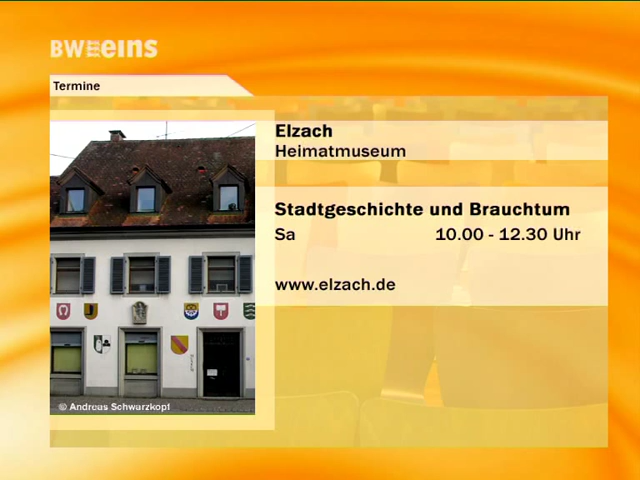 BW eins
Termine
Elzach
Heimatmuseum
Stadtgeschichte und Brauchtum
Sa 10.00 - 12.30 Uhr
www.elzach.de
© Andreas Schwarzkopf